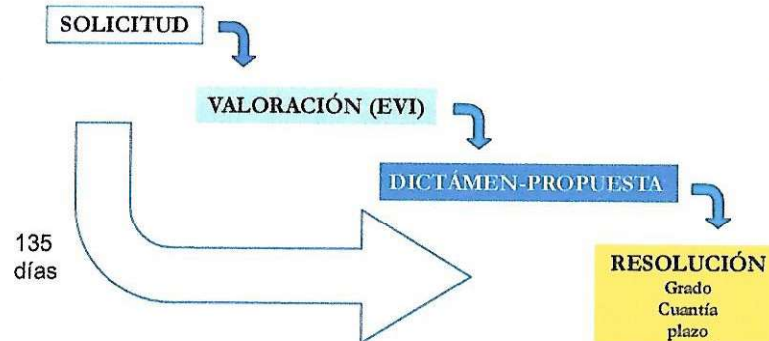 SOLICITUD
VALORACIÓN (EVI)
DICTÁMEN-PROPUESTA
135
días
RESOLUCIÓN
Grado
Cuantía
plazo